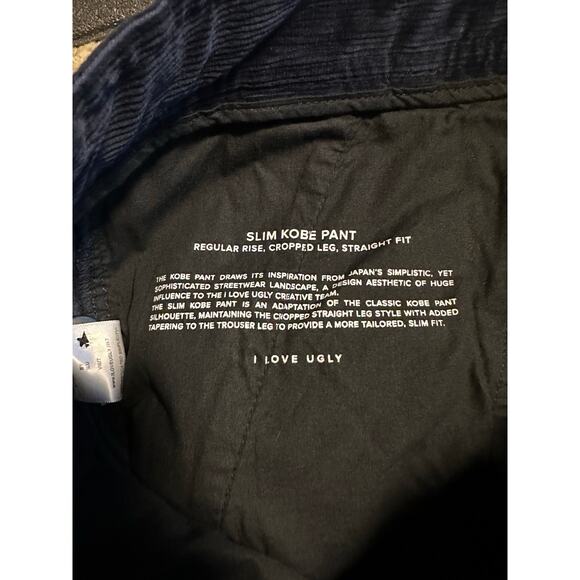 SLIM KOBE PANT
REGULAR RISE, CROPPED LEG, STRAIGHT FIT
THE KOBE PANT DRAWS ITS INSPIRATION FROM JAPAN'S SIMPLISTIC, YET
SOPHISTICATED STREETWEAR LANDSCAPE, A DESIGN AESTHETIC OF HUGE
INFLUENCE TO THE I LOVE UGLY CREATIVE TEAM.
THE SLIM KOBE PANT IS AN ADAPTATION OF THE CLASSIC KOBE PANT
SILHOUETTE, MAINTAINING THE CROPPED STRAIGHT LEG STYLE WITH ADDED
TAPERING TO THE TROUSER LEG TO PROVIDE A MORE TAILORED, SLIM FIT.
I LOVE UGLY